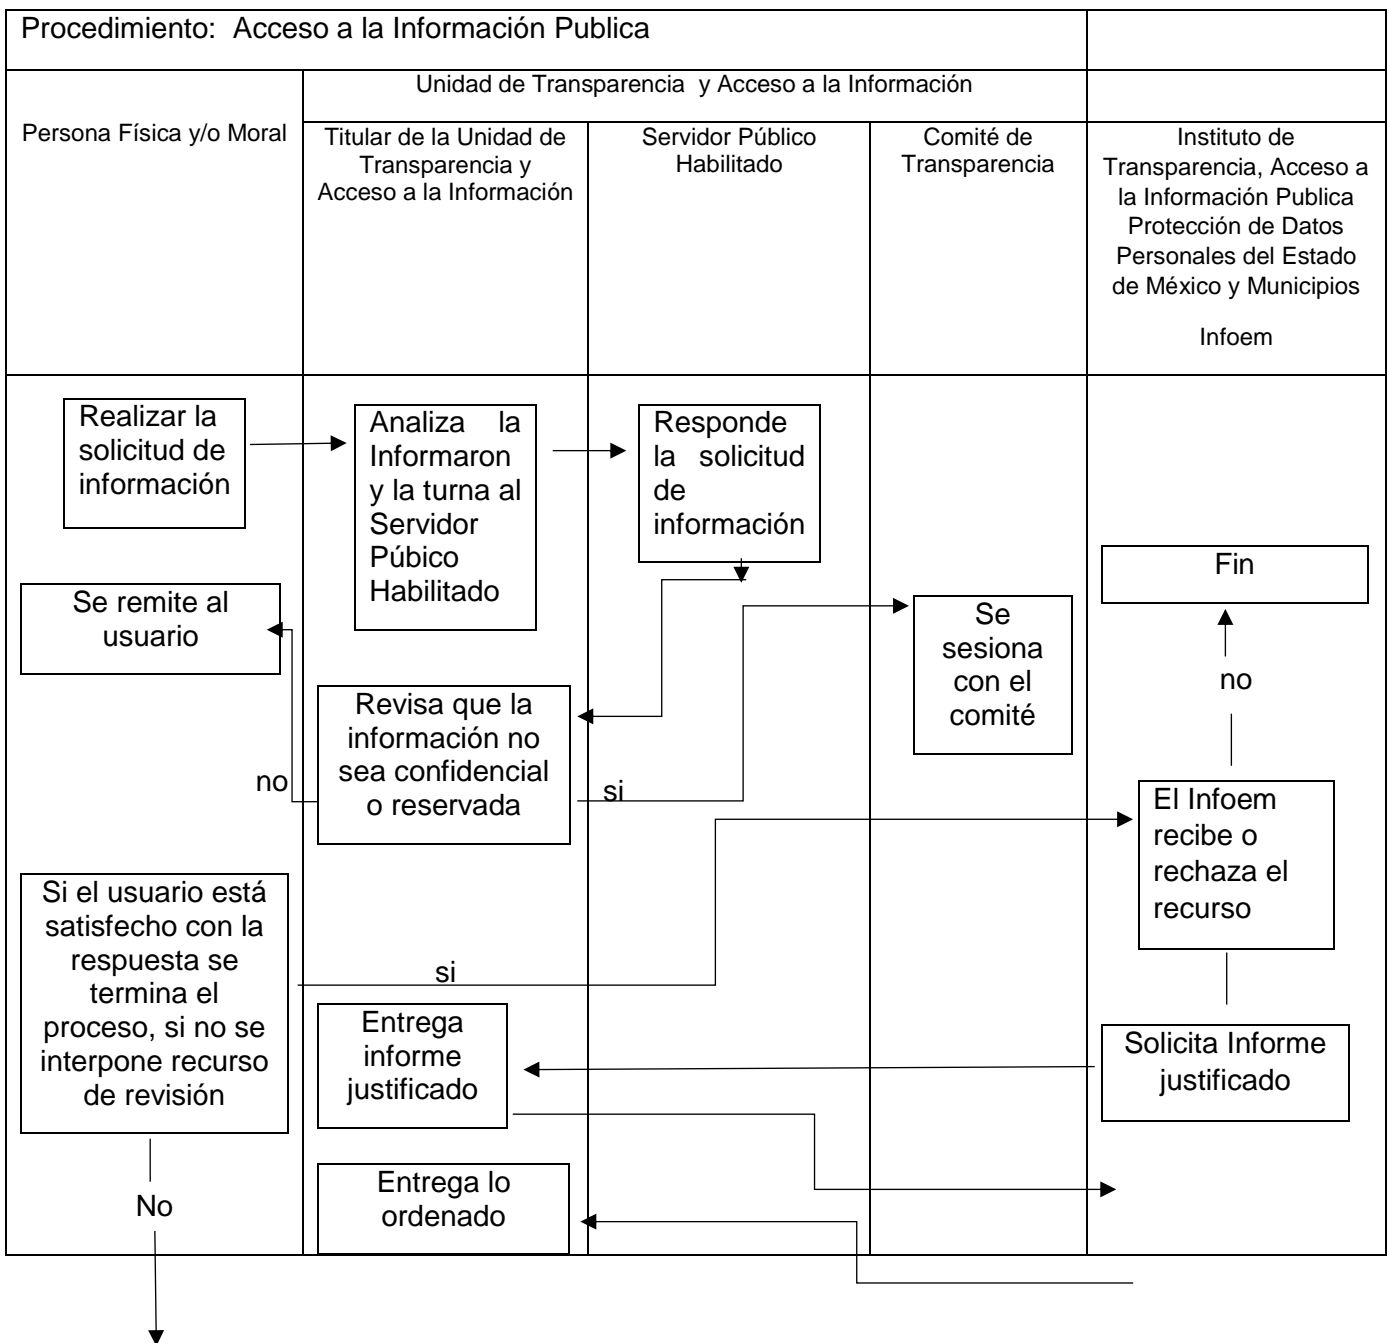 Procedimiento: Acceso a la Información Publica
Unidad de Transparencia y Acceso a la Información
Persona Física y/o Moral
Titular de la Unidad de
Transparencia y
Acceso a la Información
Servidor Público
Habilitado
Comité de
Transparencia
Instituto de
Transparencia, Acceso a
la Información Publica
Protección de Datos
Personales del Estado
de México y Municipios
Infoem
Realizar la
solicitud de
información
Analiza la
Informaron
y la turna al
Servidor
Púbico
Habilitado
Responde
la solicitud
de
información
Fin
Se remite al
usuario
Se
sesiona
con el
comité
no
Revisa que la
información no
sea confidencial
o reservada
no
si
El Infoem
recibe o
rechaza el
recurso
Si el usuario está
satisfecho con la
respuesta se
termina el
proceso, si no se
interpone recurso
de revisión
si
Entrega
informe
justificado
Solicita Informe
justificado
No
Entrega lo
ordenado